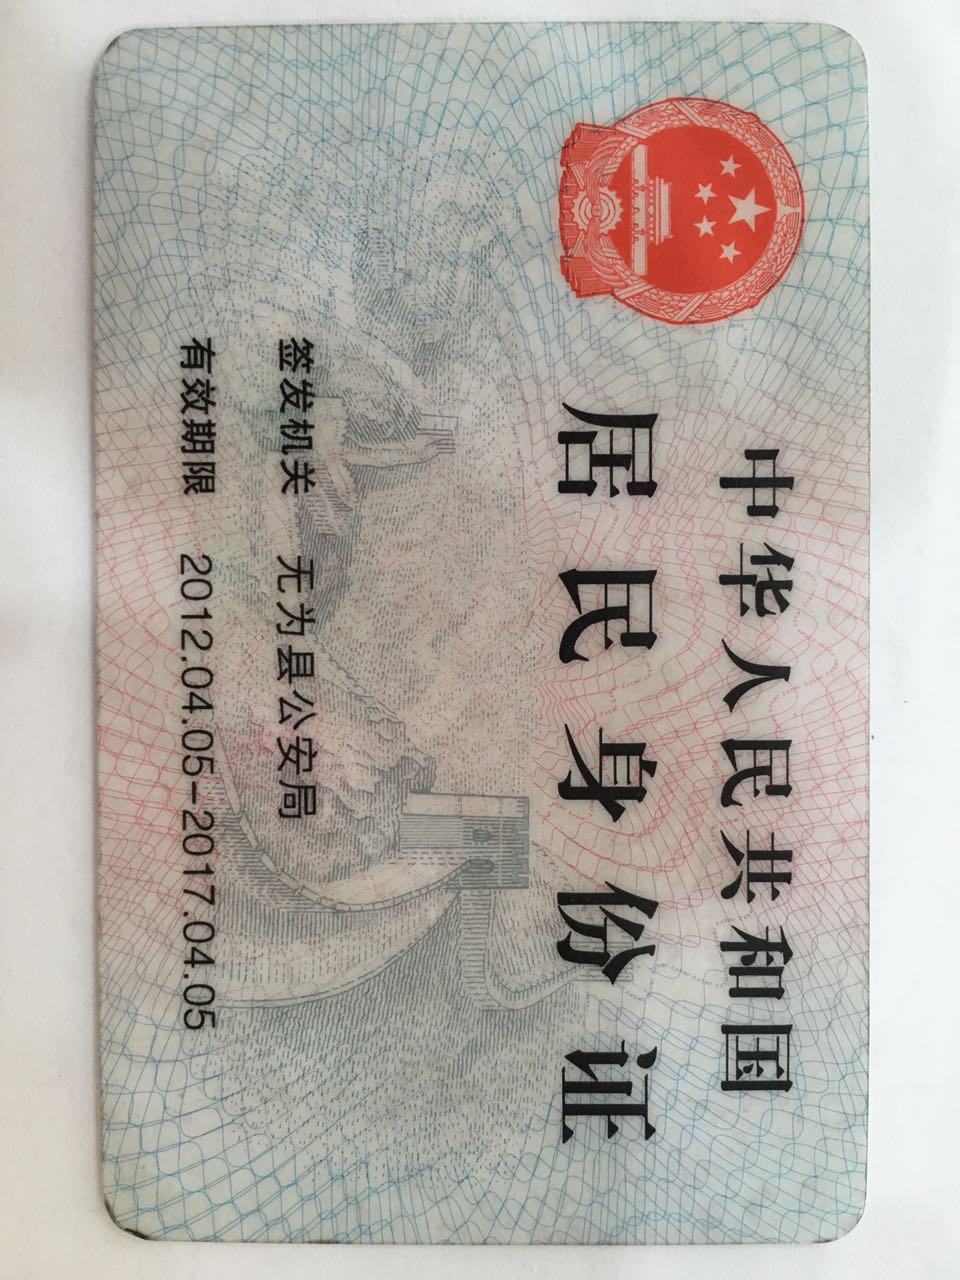 中华人民共和国
居民身份证
签发机关 无为县公安局
有效期限 2012.04.05-2017.04.05